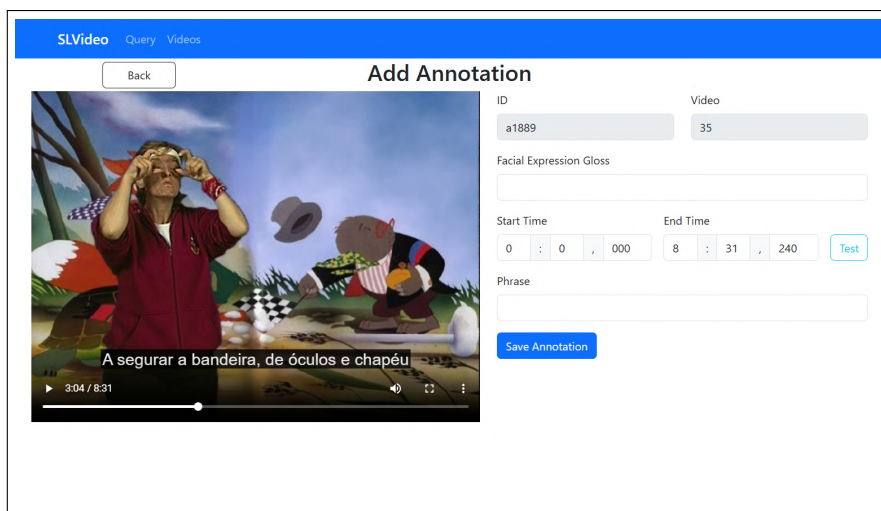 SLVideo Query Videos
Back
Add Annotation
ID Video
a1889 35
Facial Expression Gloss
Start Time End Time
0 : 0 , 000 8 : 31 , 240 Test
Phrase
Save Annotation
A segurar a bandeira, de óculos e chapéu
3:04 / 8:31